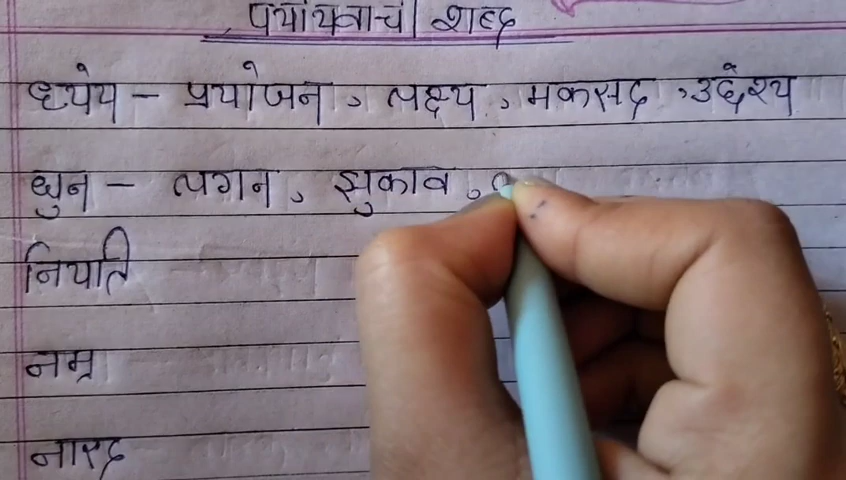 पर्यायवाची शब्द
ध्येय - प्रयोजन, लक्ष्य, मकसद, उद्देश्य
धुन - लगन, झुकाव,
नियति
नम्र
नारद